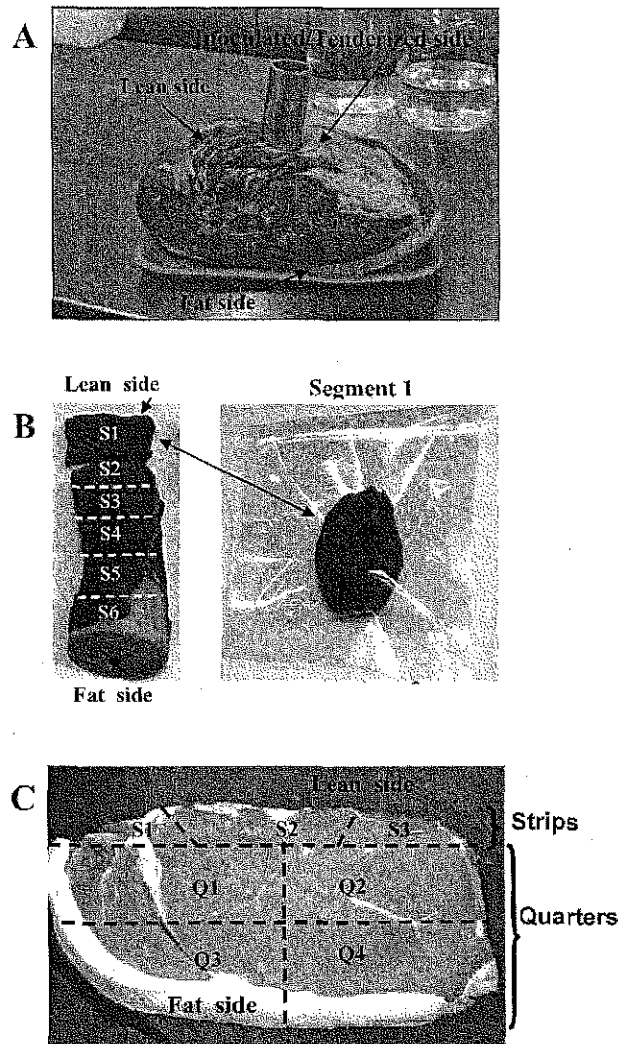 A
Inoculated/Tenderized side
Lean side
Fat side
Lean side
Segment 1
B
S1
S2
S3
S4
S5
S6
Fat side
C
Lean side
S1
S2
S3
Strips
Q1
Q2
Quarters
Q3
Q4
Fat side